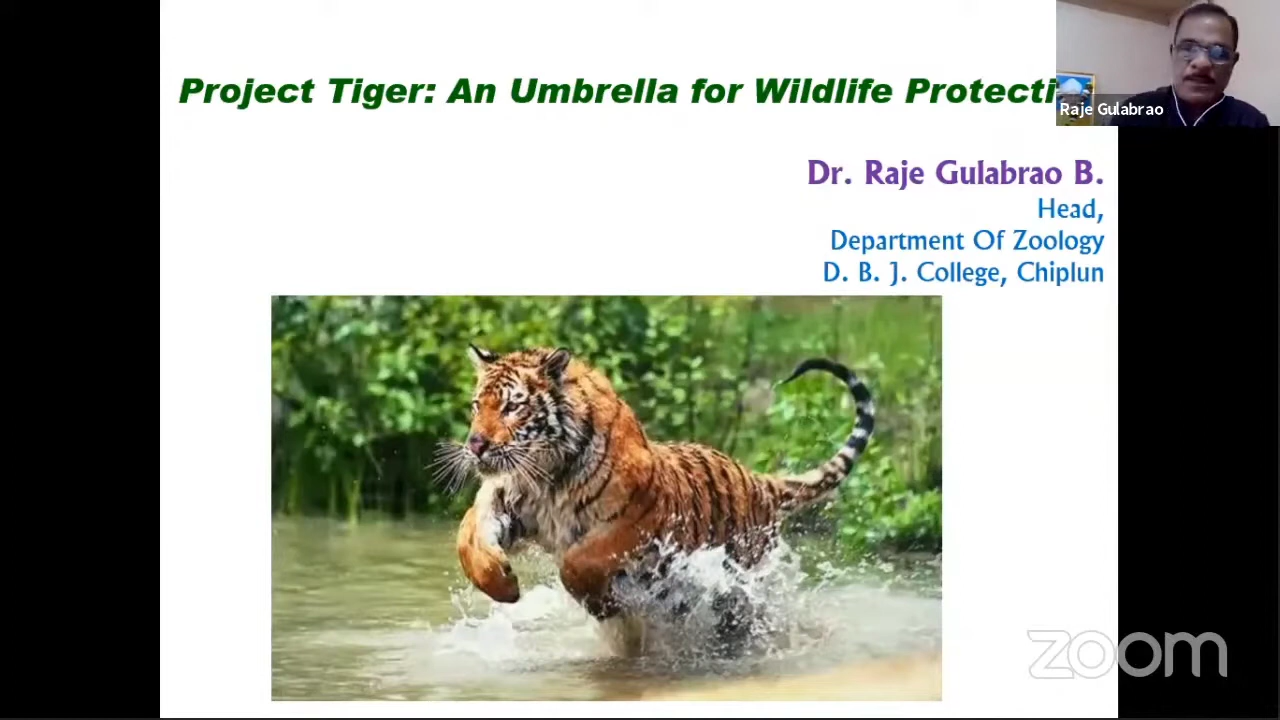 Project Tiger: An Umbrella for Wildlife Protecti
Raje Gulabrao
Dr. Raje Gulabrao B.
Head,
Department Of Zoology
D. B. J. College, Chiplun
zoom